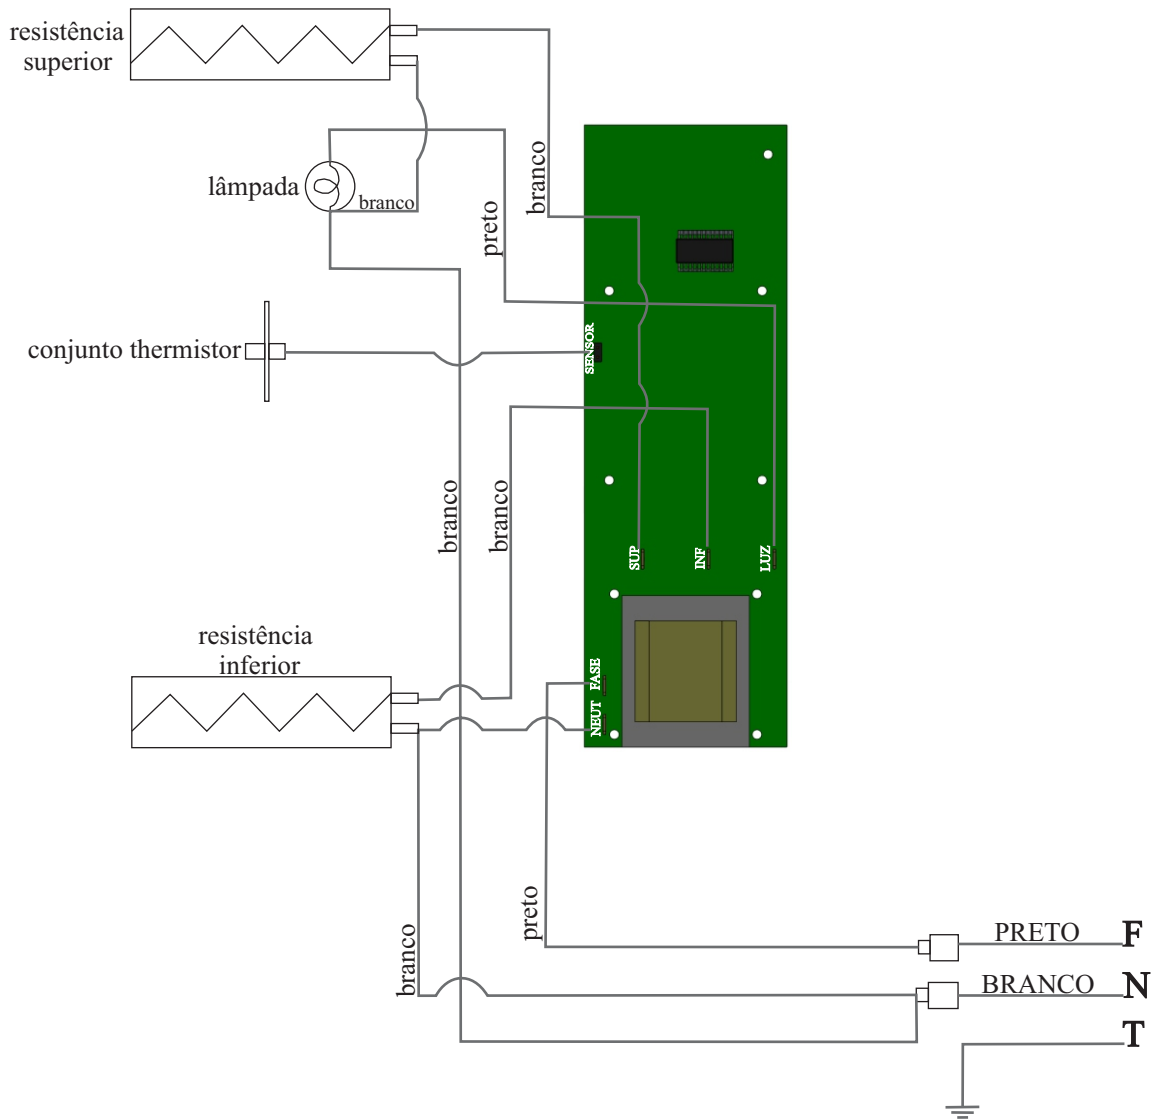 resistência
superior
lâmpada
branco
branco
preto
conjunto thermistor
SENSOR
branco
branco
SUP
INF
LUZ
resistência
inferior
FASE
NEUT
preto
branco
PRETO
F
BRANCO
N
T